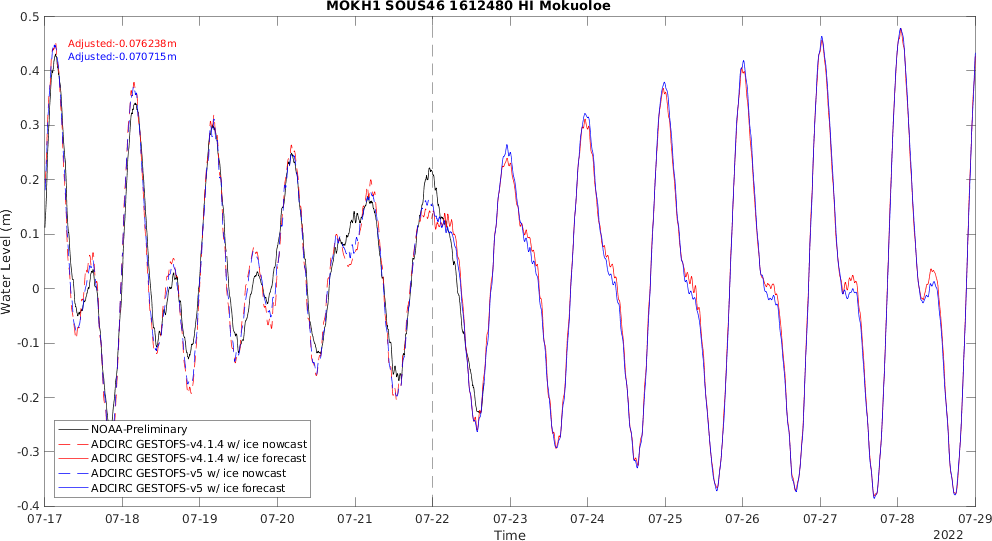 MOKH1 SOUS46 1612480 HI Mokuoloe
Adjusted:-0.076238m
Adjusted:-0.070715m
0.5
0.4
0.3
0.2
0.1
0
-0.1
-0.2
-0.3
-0.4
Water Level (m)
NOAA-Preliminary
ADCIRC GESTOFS-v4.1.4 w/ ice nowcast
ADCIRC GESTOFS-v4.1.4 w/ ice forecast
ADCIRC GESTOFS-v5 w/ ice nowcast
ADCIRC GESTOFS-v5 w/ ice forecast
07-17 07-18 07-19 07-20 07-21 07-22 07-23 07-24 07-25 07-26 07-27 07-28 07-29
Time
2022